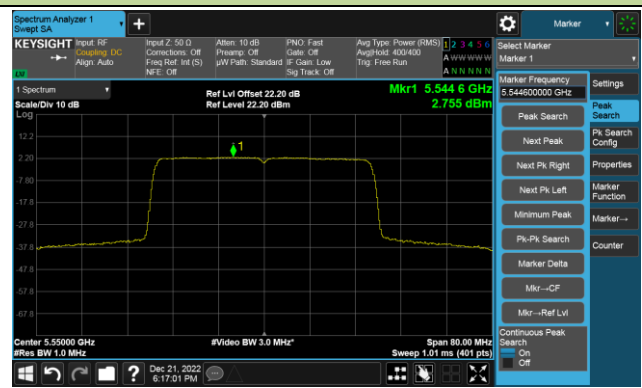 Spectrum Analyzer 1
Swept SA
+
Marker
KEYSIGHT
Input: RF
Coupling: DC
Align: Auto
Input Z: 50 Ω
Corrections: Off
Freq Ref: Int (S)
NFE: Off
Atten: 10 dB
Preamp: Off
µW Path: Standard
PNO: Fast
Gate: Off
IF Gain: Low
Sig Track: Off
Avg Type: Power (RMS)
Avg|Hold: 400/400
Trig: Free Run
1 2 3 4 5 6
A W W W W W
A N N N N N
Select Marker
Marker 1
LW
1 Spectrum
Scale/Div 10 dB
Log
Ref Lvl Offset 22.20 dB
Ref Level 22.20 dBm
Mkr1 5.544 6 GHz
2.755 dBm
1
12.2
2.20
-7.80
-17.8
-27.8
-37.8
-47.8
-57.8
-67.8
Center 5.55000 GHz
#Res BW 1.0 MHz
#Video BW 3.0 MHz*
Span 80.00 MHz
Sweep 1.01 ms (401 pts)
Marker Frequency
5.544600000 GHz
Peak Search
Next Peak
Next Pk Right
Next Pk Left
Minimum Peak
Pk-Pk Search
Marker Delta
Mkr→CF
Mkr→Ref Lvl
Continuous Peak
Search
On
Off
Settings
Peak
Search
Pk Search
Config
Properties
Marker
Function
Marker→
Counter
?
Dec 21, 2022
6:17:01 PM